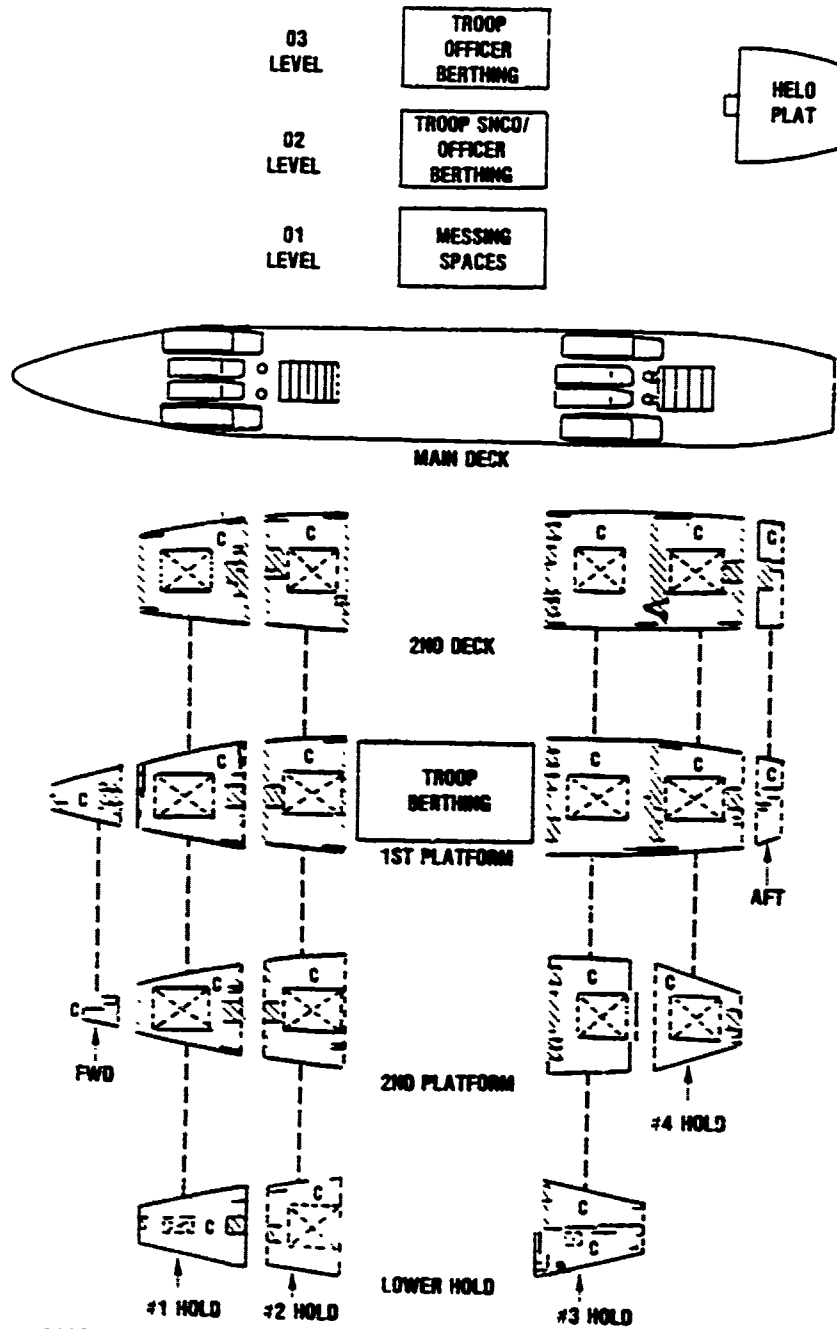 03
LEVEL
TROOP
OFFICER
BERTHING
HELO
PLAT
02
LEVEL
TROOP SNCO/
OFFICER
BERTHING
01
LEVEL
MESSING
SPACES
MAIN DECK
C
C
C
C
C
2ND DECK
C
C
C
TROOP
BERTHING
C
C
C
1ST PLATFORM
AFT
C
C
C
C
C
FWD
2ND PLATFORM
#4 HOLD
C
C
C
C
LOWER HOLD
#1 HOLD
#2 HOLD
#3 HOLD